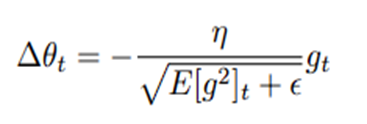 Δθ_t = − η / √(E[g²]_t + ϵ) g_t